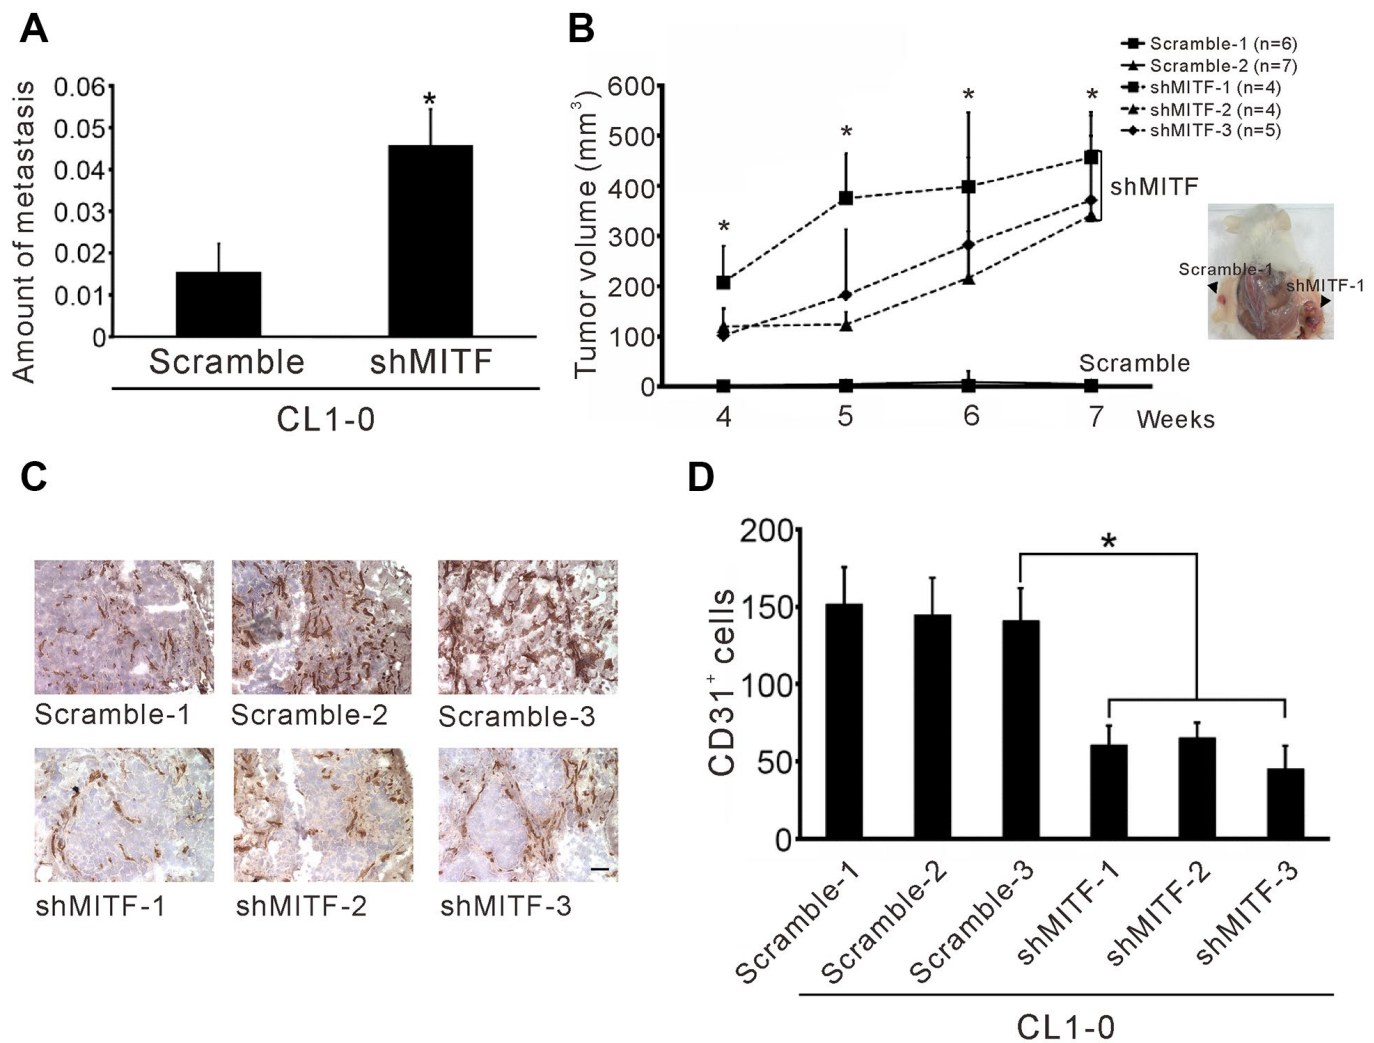 A
Amount of metastasis
0.06
0.05
0.04
0.03
0.02
0.01
0
*
Scramble
shMITF
CL1-0
B
Tumor volume (mm³)
600
500
400
300
200
100
0
*
*
*
*
Scramble-1 (n=6)
Scramble-2 (n=7)
shMITF-1 (n=4)
shMITF-2 (n=4)
shMITF-3 (n=5)
shMITF
Scramble
4
5
6
7
Weeks
Scramble-1
shMITF-1
C
Scramble-1
Scramble-2
Scramble-3
shMITF-1
shMITF-2
shMITF-3
D
CD31⁺ cells
200
150
100
50
0
*
Scramble-1
Scramble-2
Scramble-3
shMITF-1
shMITF-2
shMITF-3
CL1-0